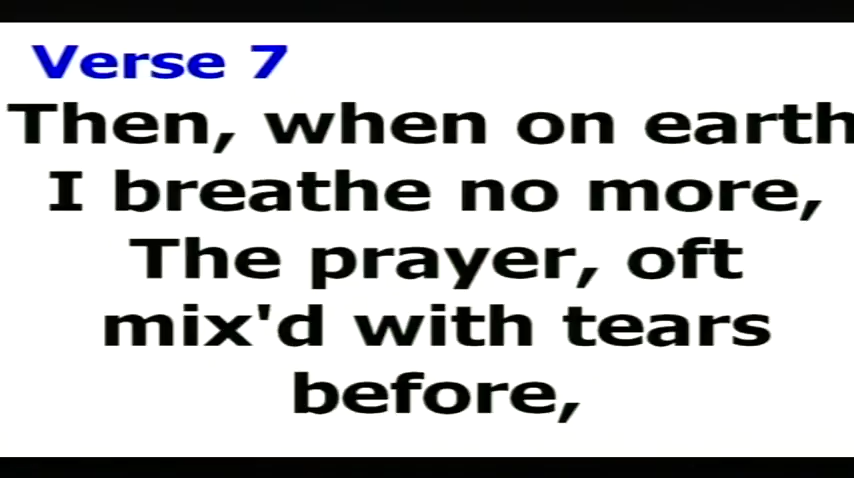 Verse 7
Then, when on earth
I breathe no more,
The prayer, oft
mix'd with tears
before,